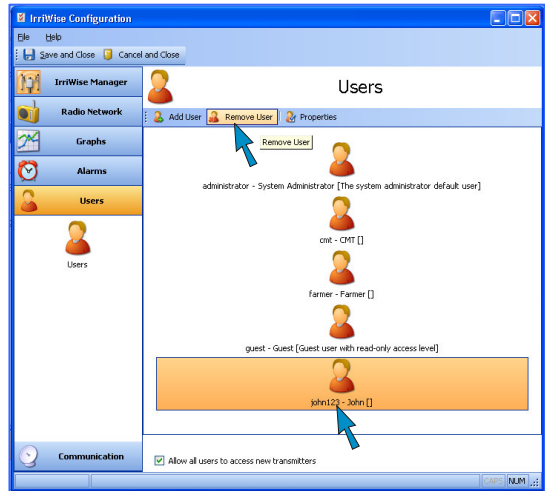 IrriWise Configuration
File Help
Save and Close Cancel and Close
IrriWise Manager
Radio Network
Graphs
Alarms
Users
Users
Communication
Users
Add User Remove User Properties
Remove User
administrator - System Administrator [The system administrator default user]
cmt - CMT []
farmer - Farmer []
guest - Guest [Guest user with read-only access level]
john123 - John []
Allow all users to access new transmitters
CAPS NUM